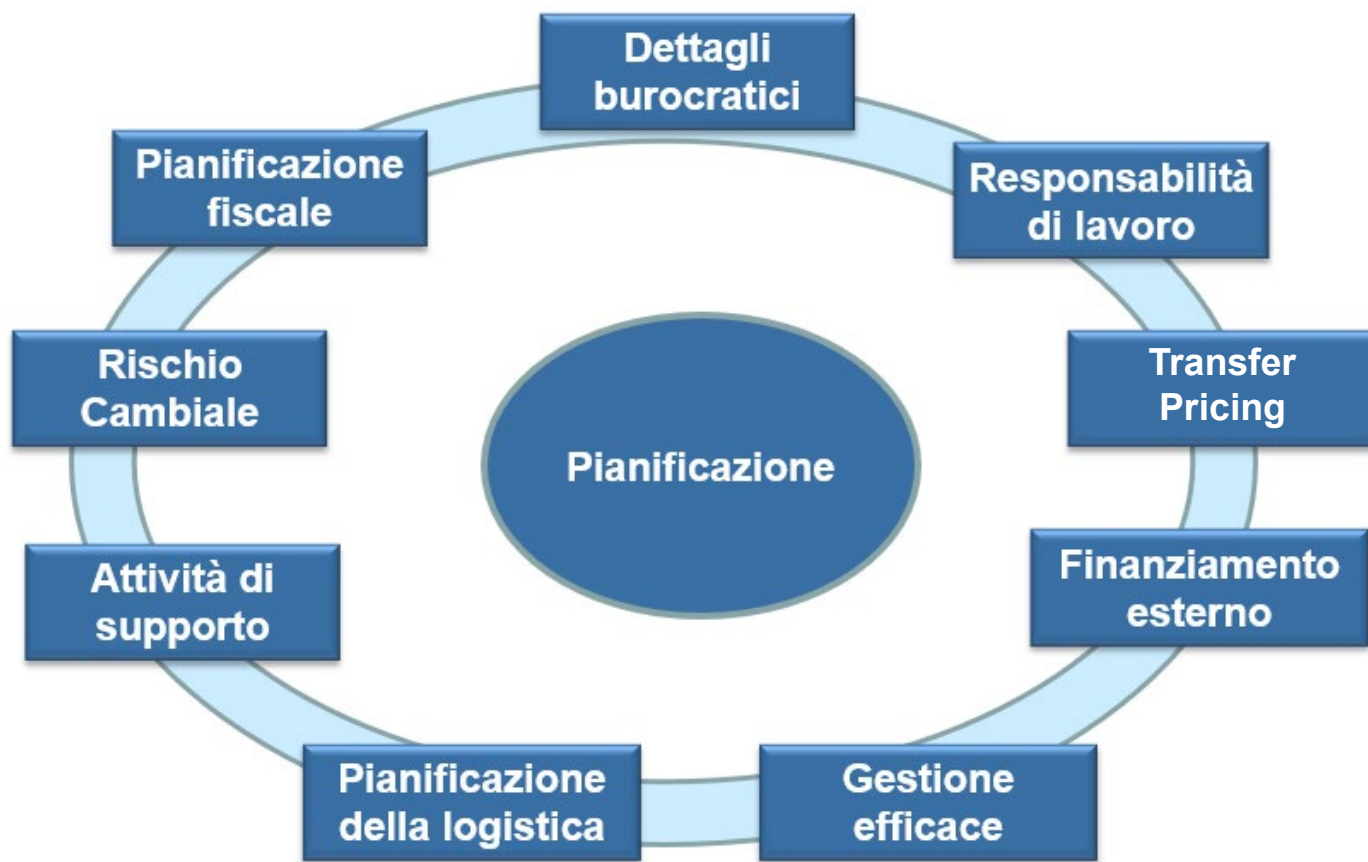 Dettagli
burocratici
Pianificazione
fiscale
Responsabilità
di lavoro
Rischio
Cambiale
Transfer
Pricing
Pianificazione
Attività di
supporto
Finanziamento
esterno
Pianificazione
della logistica
Gestione
efficace